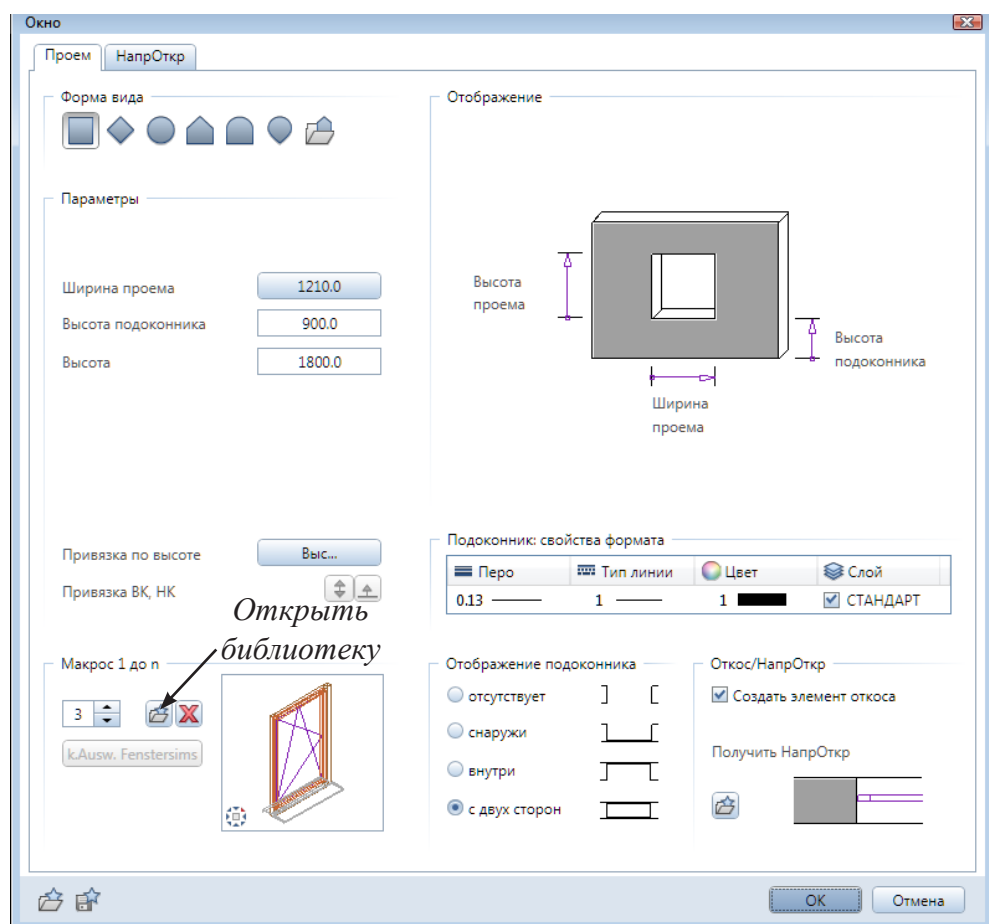 Окно
Проем НапрОткр
Форма вида
Параметры
Ширина проема 1210.0
Высота подоконника 900.0
Высота 1800.0
Привязка по высоте Выс...
Привязка ВК, НК
Открыть
библиотеку
Макрос 1 до n
3
k.Ausw. Fenstersims
Отображение
Высота
проема
Высота
подоконника
Ширина
проема
Подоконник: свойства формата
Перо Тип линии Цвет Слой
0.13 1 1 СТАНДАРТ
Отображение подоконника
отсутствует
снаружи
внутри
с двух сторон
Откос/НапрОткр
Создать элемент откоса
Получить НапрОткр
OK Отмена